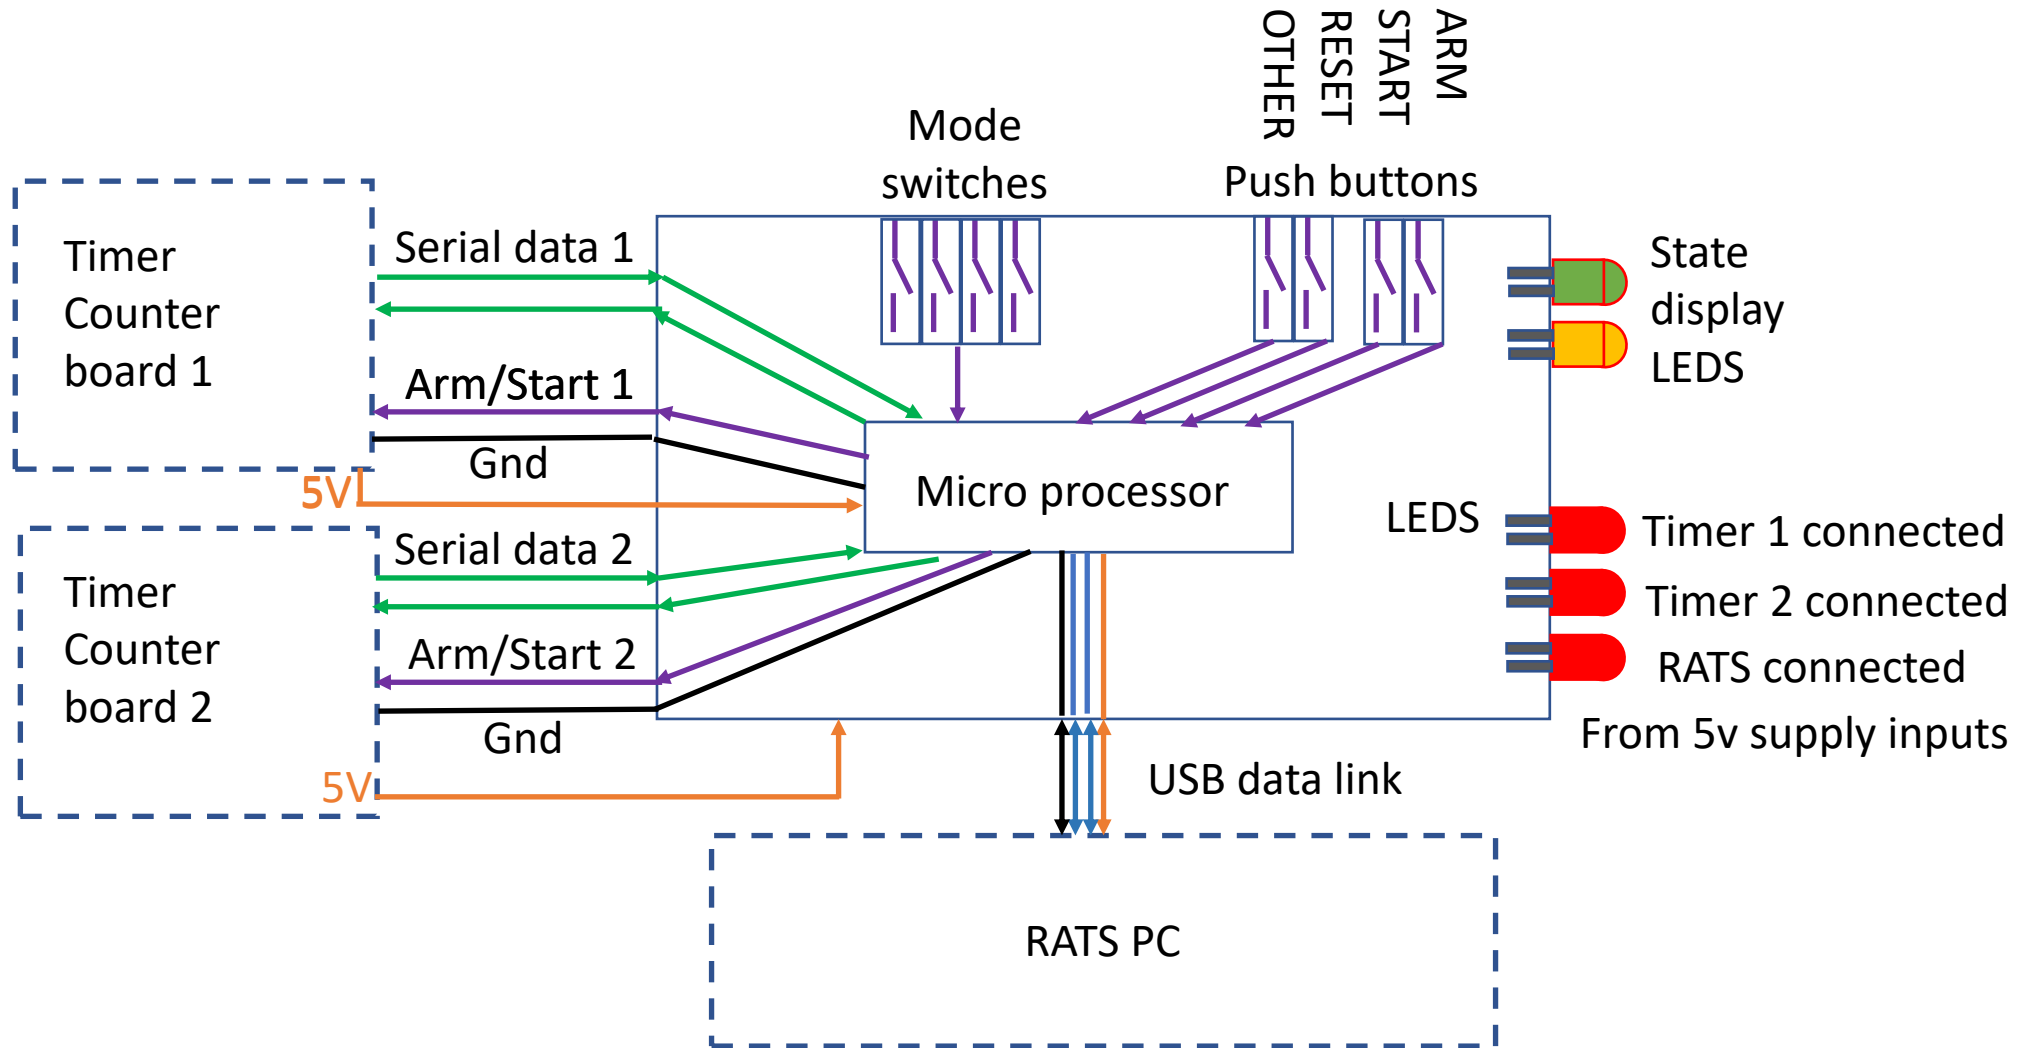 OTHER
RESET
START
ARM
Mode
switches
Push buttons
Timer
Counter
board 1
Serial data 1
Arm/Start 1
Gnd
5V
State
display
LEDS
Micro processor
LEDS
Timer 1 connected
Timer 2 connected
RATS connected
From 5v supply inputs
Timer
Counter
board 2
Serial data 2
Arm/Start 2
Gnd
5V
USB data link
RATS PC